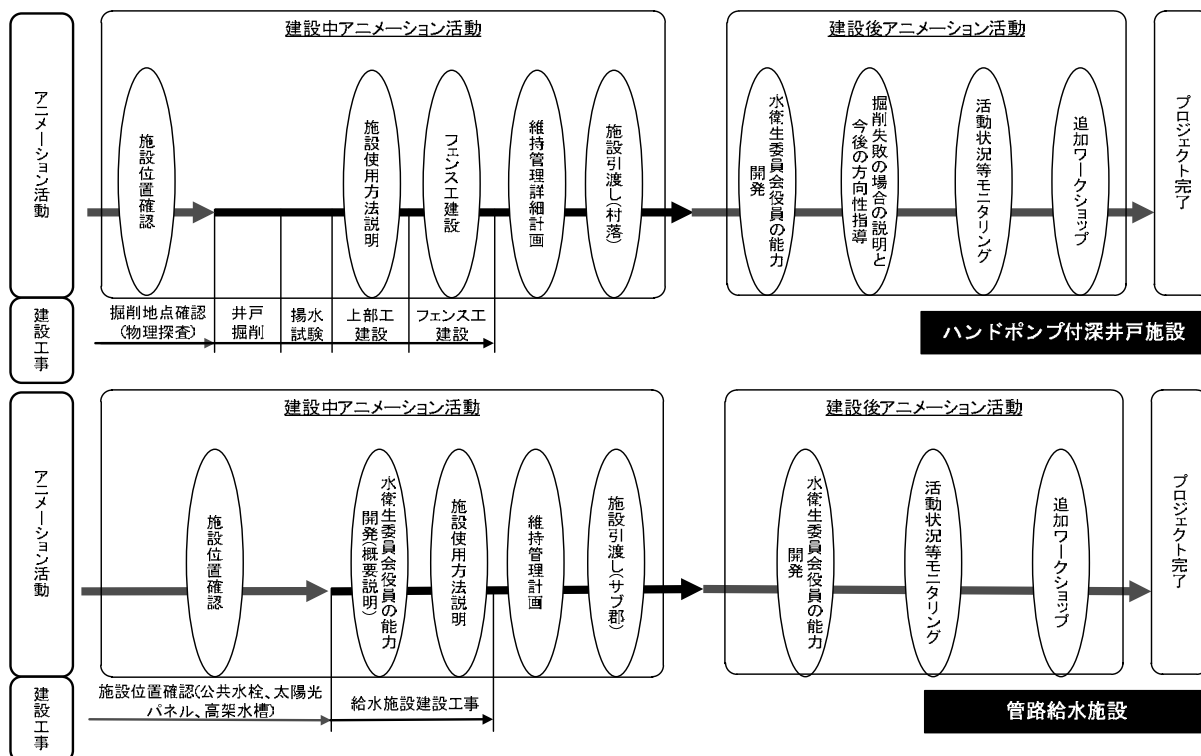 建設中アニメーション活動
建設後アニメーション活動
アニメーション活動
施設位置確認
施設使用方法説明
フェンス工建設
維持管理詳細計画
施設引渡し(村落)
水衛生委員会役員の能力
開発
掘削失敗の場合の説明と
今後の方向性指導
活動状況等モニタリング
追加ワークショップ
プロジェクト完了
建設工事
掘削地点確認
(物理探査)
井戸
掘削
揚水
試験
上部工
建設
フェンス工
建設
ハンドポンプ付深井戸施設
建設中アニメーション活動
建設後アニメーション活動
アニメーション活動
施設位置確認
水衛生委員会役員の能力
開発(概要説明)
施設使用方法説明
維持管理計画
施設引渡し(サブ郡)
水衛生委員会役員の能力
開発
活動状況等モニタリング
追加ワークショップ
プロジェクト完了
建設工事
施設位置確認(公共水栓、太陽光
パネル、高架水槽)
給水施設建設工事
管路給水施設